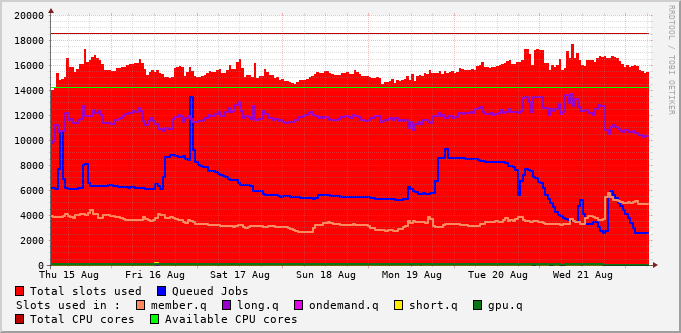 RRDTOOL / TOBI OETIKER
20000
18000
16000
14000
12000
10000
8000
6000
4000
2000
0
Thu 15 Aug Fri 16 Aug Sat 17 Aug Sun 18 Aug Mon 19 Aug Tue 20 Aug Wed 21 Aug
Total slots used Queued Jobs
Slots used in : member.q long.q ondemand.q short.q gpu.q
Total CPU cores Available CPU cores